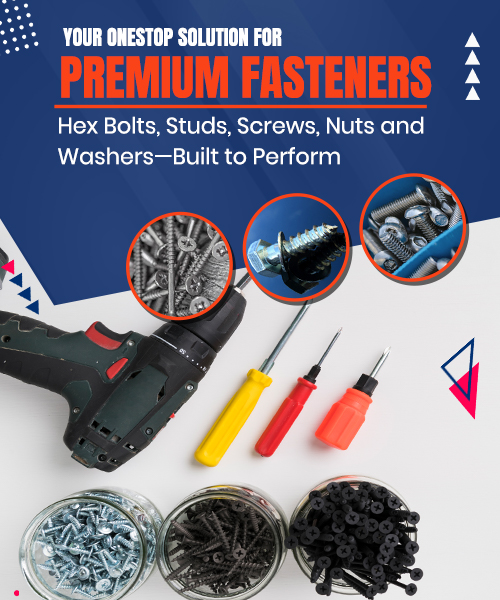 YOUR ONESTOP SOLUTION FOR
PREMIUM FASTENERS
Hex Bolts, Studs, Screws, Nuts and
Washers—Built to Perform